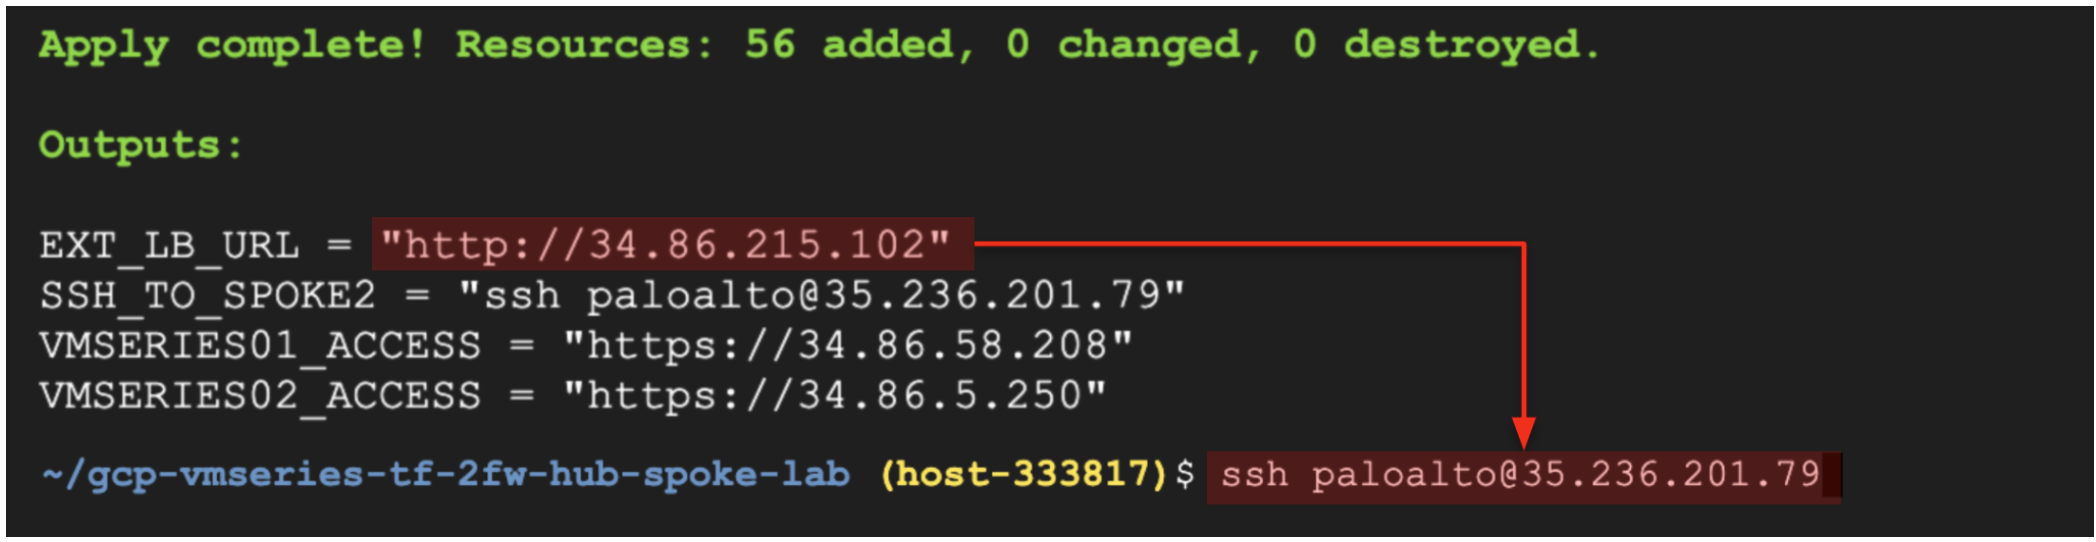 Apply complete! Resources: 56 added, 0 changed, 0 destroyed.
Outputs:
EXT_LB_URL = "http://34.86.215.102"
SSH_TO_SPOKE2 = "ssh paloalto@35.236.201.79"
VMSERIES01_ACCESS = "https://34.86.58.208"
VMSERIES02_ACCESS = "https://34.86.5.250"
~/gcp-vmseries-tf-2fw-hub-spoke-lab (host-333817)$ ssh paloalto@35.236.201.79